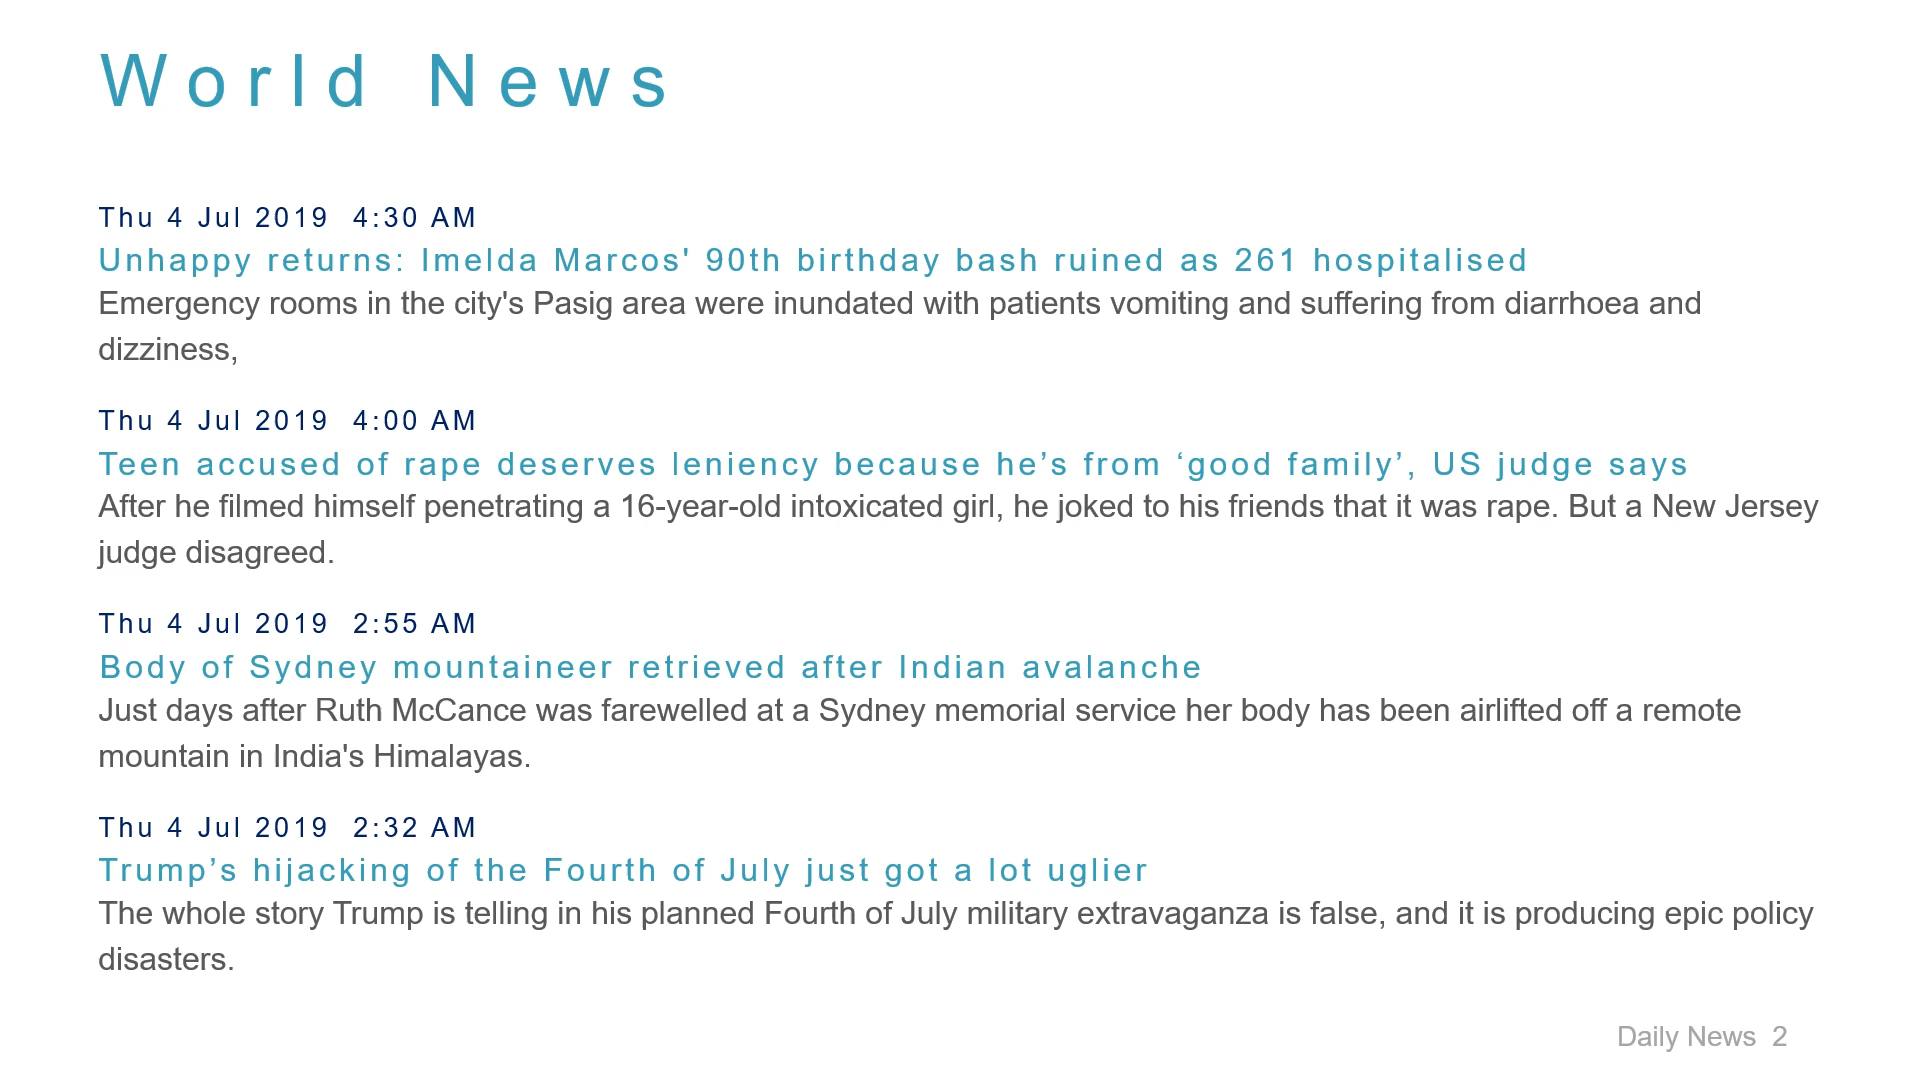 World News
Thu 4 Jul 2019  4:30 AM
Unhappy returns: Imelda Marcos' 90th birthday bash ruined as 261 hospitalised
Emergency rooms in the city's Pasig area were inundated with patients vomiting and suffering from diarrhoea and
dizziness,
Thu 4 Jul 2019  4:00 AM
Teen accused of rape deserves leniency because he’s from ‘good family’, US judge says
After he filmed himself penetrating a 16-year-old intoxicated girl, he joked to his friends that it was rape. But a New Jersey
judge disagreed.
Thu 4 Jul 2019  2:55 AM
Body of Sydney mountaineer retrieved after Indian avalanche
Just days after Ruth McCance was farewelled at a Sydney memorial service her body has been airlifted off a remote
mountain in India's Himalayas.
Thu 4 Jul 2019  2:32 AM
Trump’s hijacking of the Fourth of July just got a lot uglier
The whole story Trump is telling in his planned Fourth of July military extravaganza is false, and it is producing epic policy
disasters.
Daily News  2